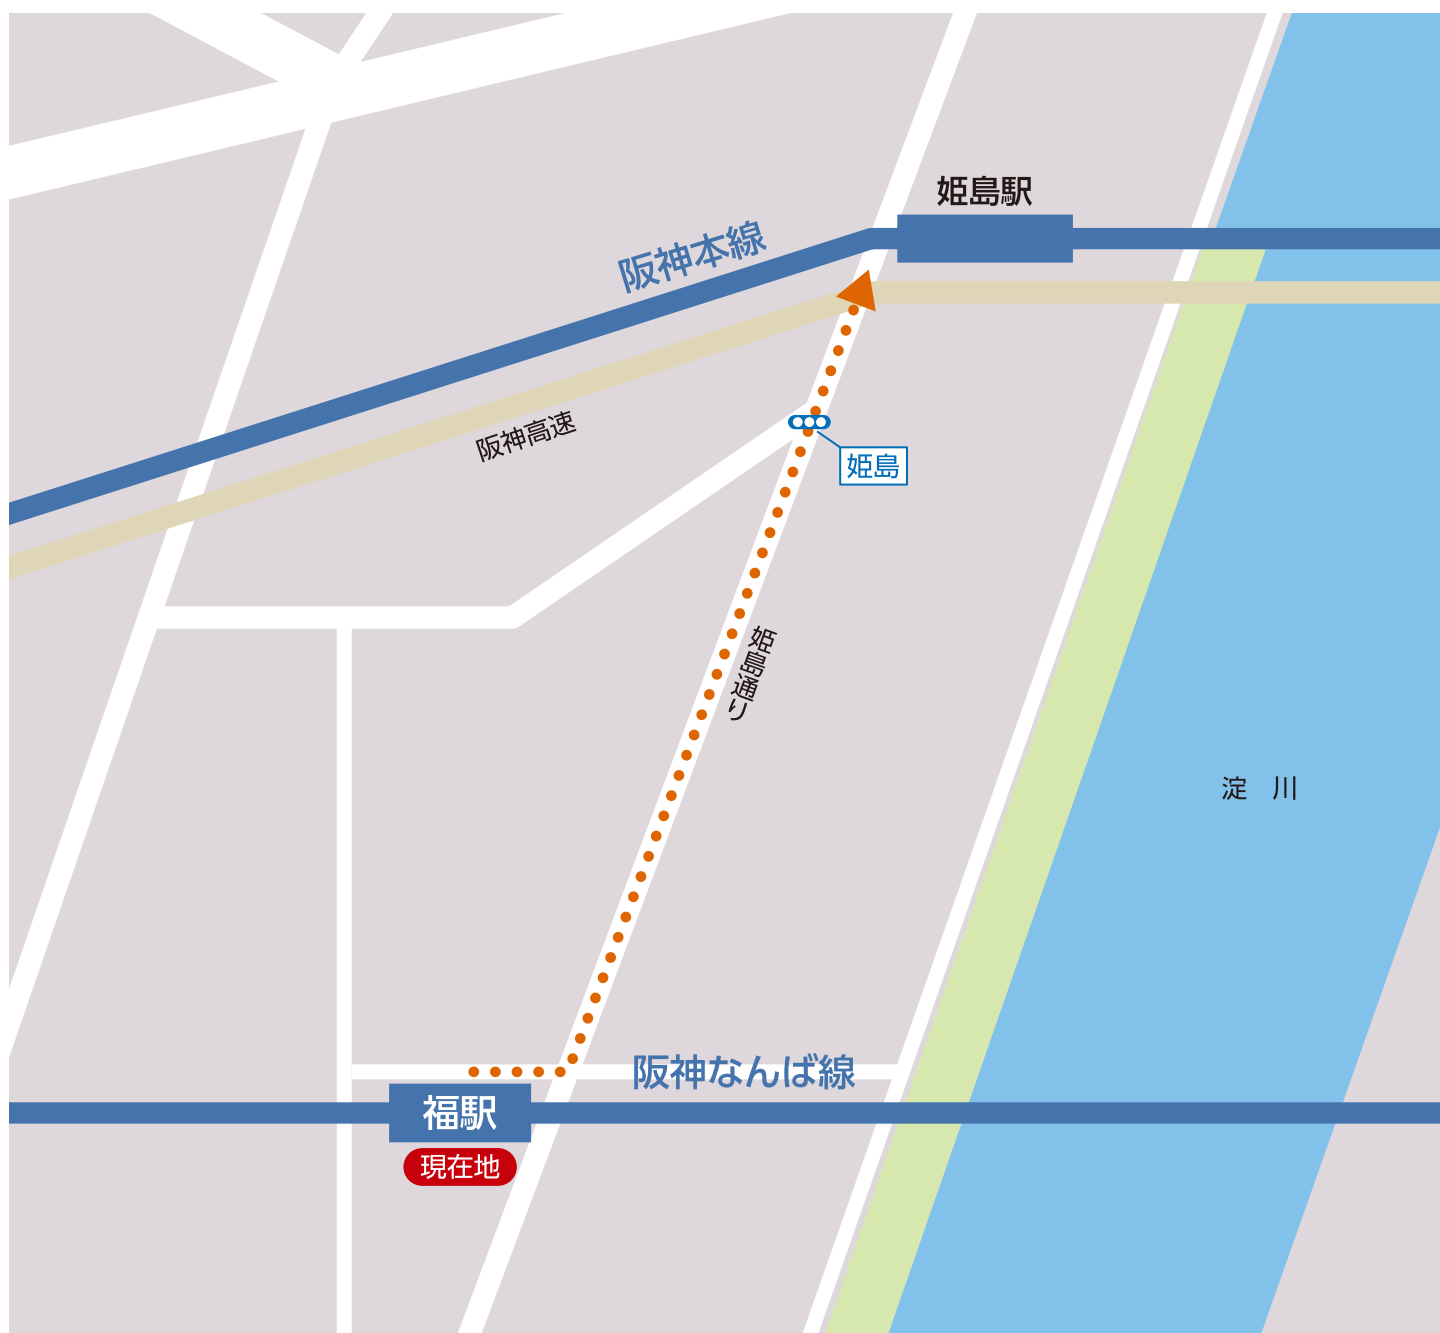 姫島駅
阪神本線
阪神高速
姫島
姫島通り
淀 川
阪神なんば線
福駅
現在地